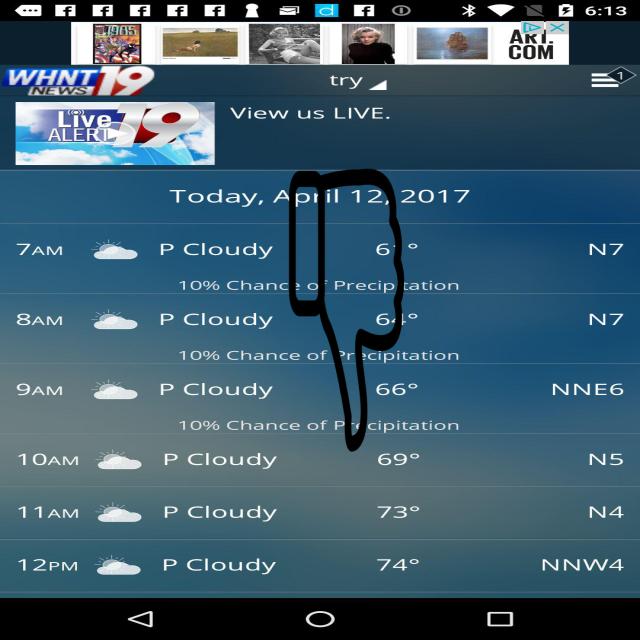 6:13
1985
ART.
COM
WHNT 19
NEWS
try
1
Live 19
ALERT
View us LIVE.
Today, April 12, 2017
7AM P Cloudy 61° N7
10% Chance of Precipitation
8AM P Cloudy 64° N7
10% Chance of Precipitation
9AM P Cloudy 66° NNE6
10% Chance of Precipitation
10AM P Cloudy 69° N5
11AM P Cloudy 73° N4
12PM P Cloudy 74° NNW4